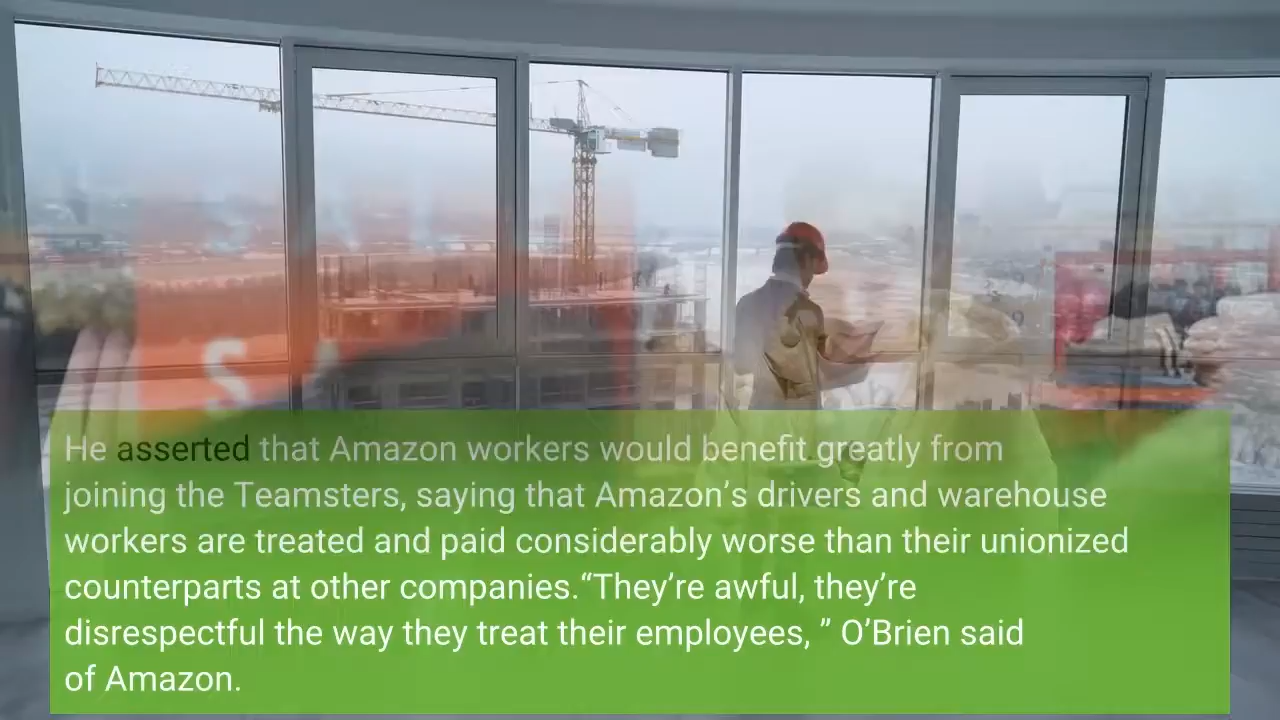 He asserted that Amazon workers would benefit greatly from
joining the Teamsters, saying that Amazon’s drivers and warehouse
workers are treated and paid considerably worse than their unionized
counterparts at other companies.“They’re awful, they’re
disrespectful the way they treat their employees, ” O’Brien said
of Amazon.